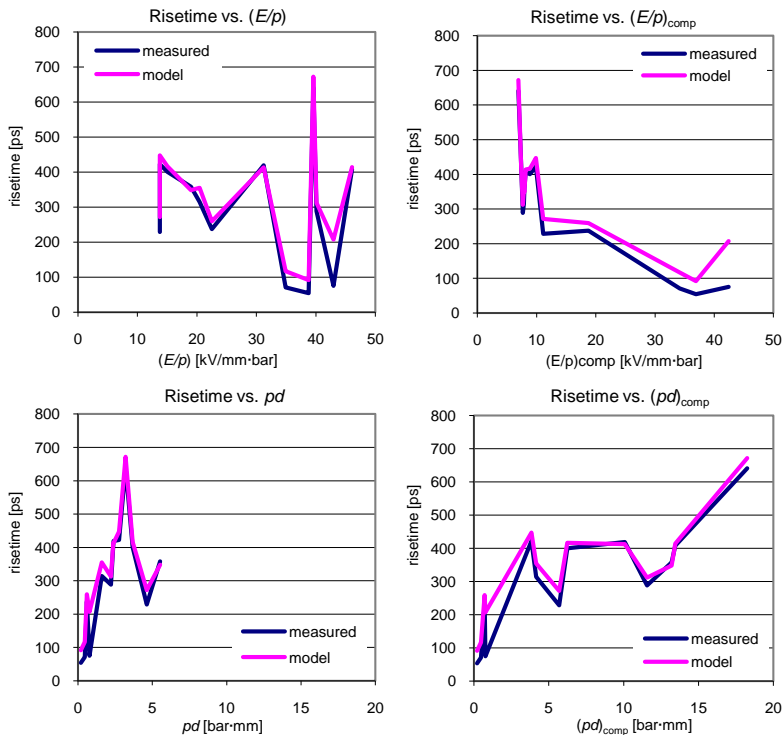 Risetime vs. (E/p)
measured
model
risetime [ps]
800
700
600
500
400
300
200
100
0
0 10 20 30 40 50
(E/p) [kV/mm·bar]
Risetime vs. (E/p)comp
measured
model
risetime [ps]
800
700
600
500
400
300
200
100
0
0 10 20 30 40 50
(E/p)comp [kV/mm·bar]
Risetime vs. pd
measured
model
risetime [ps]
800
700
600
500
400
300
200
100
0
0 5 10 15 20
pd [bar·mm]
Risetime vs. (pd)comp
measured
model
risetime [ps]
800
700
600
500
400
300
200
100
0
0 5 10 15 20
(pd)comp [bar·mm]